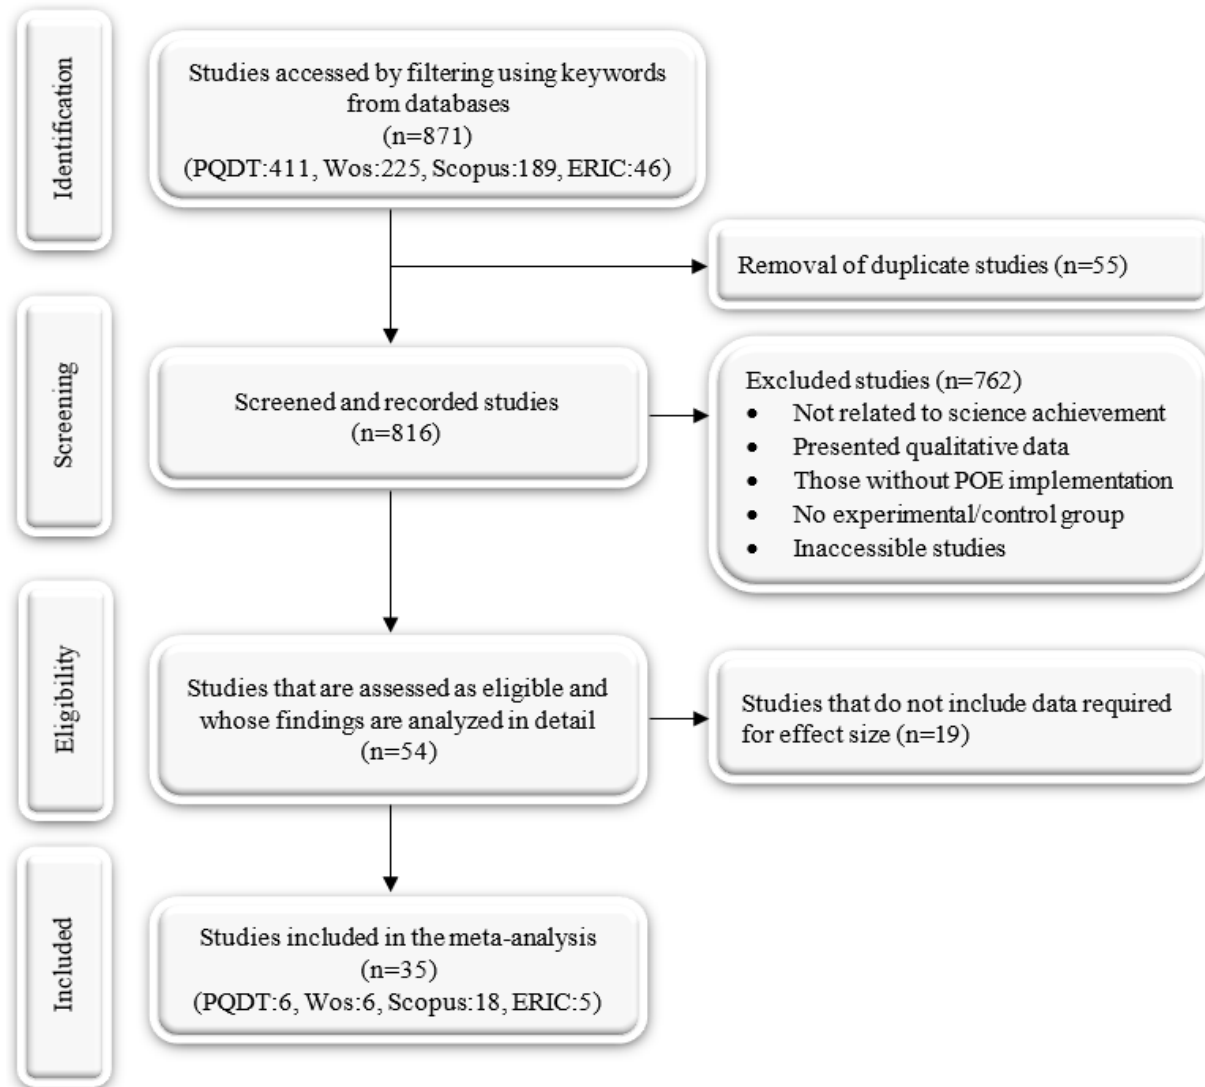 Identification
Studies accessed by filtering using keywords
from databases
(n=871)
(PQDT:411, Wos:225, Scopus:189, ERIC:46)
Removal of duplicate studies (n=55)
Screening
Screened and recorded studies
(n=816)
Excluded studies (n=762)
• Not related to science achievement
• Presented qualitative data
• Those without POE implementation
• No experimental/control group
• Inaccessible studies
Eligibility
Studies that are assessed as eligible and
whose findings are analyzed in detail
(n=54)
Studies that do not include data required
for effect size (n=19)
Included
Studies included in the meta-analysis
(n=35)
(PQDT:6, Wos:6, Scopus:18, ERIC:5)